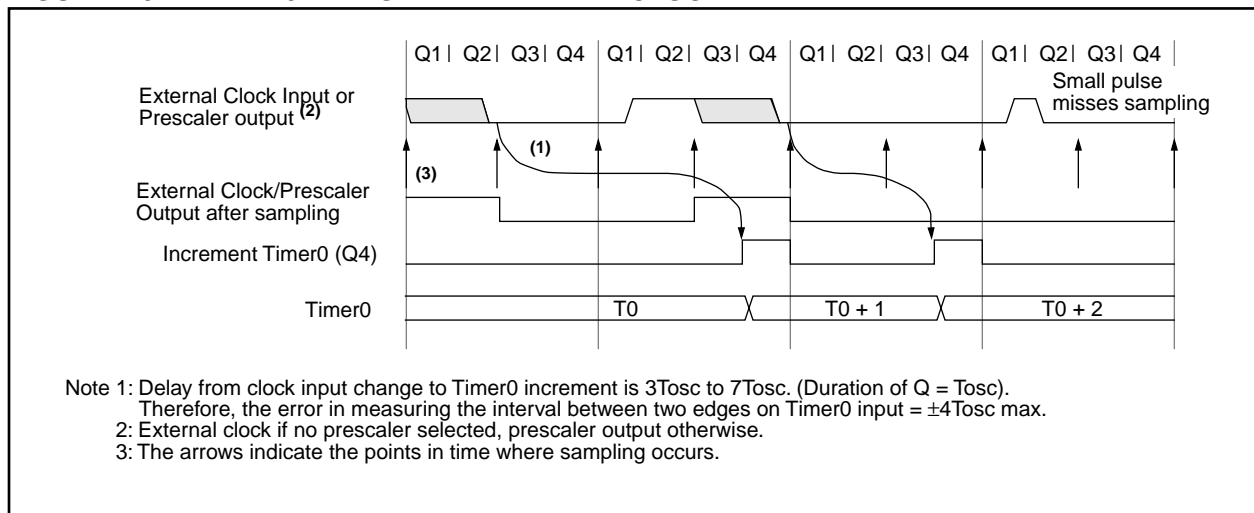 Q1| Q2| Q3| Q4 Q1| Q2| Q3| Q4 Q1| Q2| Q3| Q4 Q1| Q2| Q3| Q4
External Clock Input or
Prescaler output (2)
Small pulse
misses sampling
(1)
(3)
External Clock/Prescaler
Output after sampling
Increment Timer0 (Q4)
Timer0 T0 T0 + 1 T0 + 2
Note 1: Delay from clock input change to Timer0 increment is 3Tosc to 7Tosc. (Duration of Q = Tosc).
Therefore, the error in measuring the interval between two edges on Timer0 input = ±4Tosc max.
2: External clock if no prescaler selected, prescaler output otherwise.
3: The arrows indicate the points in time where sampling occurs.